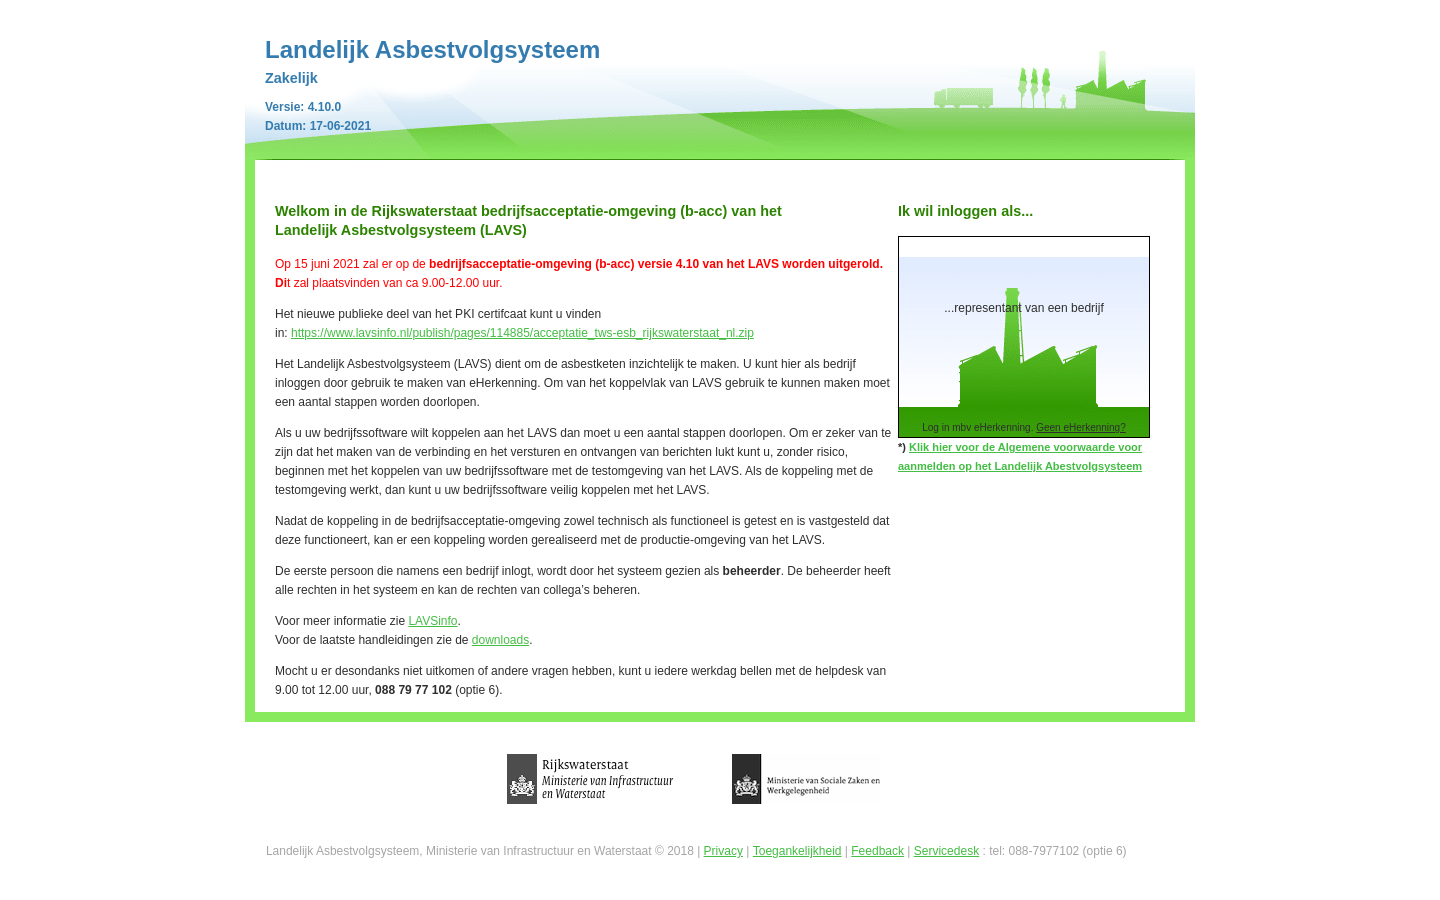 Landelijk Asbestvolgsysteem
Zakelijk
Versie: 4.10.0
Datum: 17-06-2021
Welkom in de Rijkswaterstaat bedrijfsacceptatie-omgeving (b-acc) van het
Landelijk Asbestvolgsysteem (LAVS)
Op 15 juni 2021 zal er op de bedrijfsacceptatie-omgeving (b-acc) versie 4.10 van het LAVS worden uitgerold.
Dit zal plaatsvinden van ca 9.00-12.00 uur.
Het nieuwe publieke deel van het PKI certifcaat kunt u vinden
in: https://www.lavsinfo.nl/publish/pages/114885/acceptatie_tws-esb_rijkswaterstaat_nl.zip
Het Landelijk Asbestvolgsysteem (LAVS) dient om de asbestketen inzichtelijk te maken. U kunt hier als bedrijf
inloggen door gebruik te maken van eHerkenning. Om van het koppelvlak van LAVS gebruik te kunnen maken moet
een aantal stappen worden doorlopen.
Als u uw bedrijfssoftware wilt koppelen aan het LAVS dan moet u een aantal stappen doorlopen. Om er zeker van te
zijn dat het maken van de verbinding en het versturen en ontvangen van berichten lukt kunt u, zonder risico,
beginnen met het koppelen van uw bedrijfssoftware met de testomgeving van het LAVS. Als de koppeling met de
testomgeving werkt, dan kunt u uw bedrijfssoftware veilig koppelen met het LAVS.
Nadat de koppeling in de bedrijfsacceptatie-omgeving zowel technisch als functioneel is getest en is vastgesteld dat
deze functioneert, kan er een koppeling worden gerealiseerd met de productie-omgeving van het LAVS.
De eerste persoon die namens een bedrijf inlogt, wordt door het systeem gezien als beheerder. De beheerder heeft
alle rechten in het systeem en kan de rechten van collega's beheren.
Voor meer informatie zie LAVSinfo.
Voor de laatste handleidingen zie de downloads.
Mocht u er desondanks niet uitkomen of andere vragen hebben, kunt u iedere werkdag bellen met de helpdesk van
9.00 tot 12.00 uur, 088 79 77 102 (optie 6).
Ik wil inloggen als...
...representant van een bedrijf
Log in mbv eHerkenning. Geen eHerkenning?
*) Klik hier voor de Algemene voorwaarde voor
aanmelden op het Landelijk Abestvolgsysteem
Rijkswaterstaat
Ministerie van Infrastructuur
en Waterstaat
Ministerie van Sociale Zaken en
Werkgelegenheid
Landelijk Asbestvolgsysteem, Ministerie van Infrastructuur en Waterstaat © 2018 | Privacy | Toegankelijkheid | Feedback | Servicedesk : tel: 088-7977102 (optie 6)